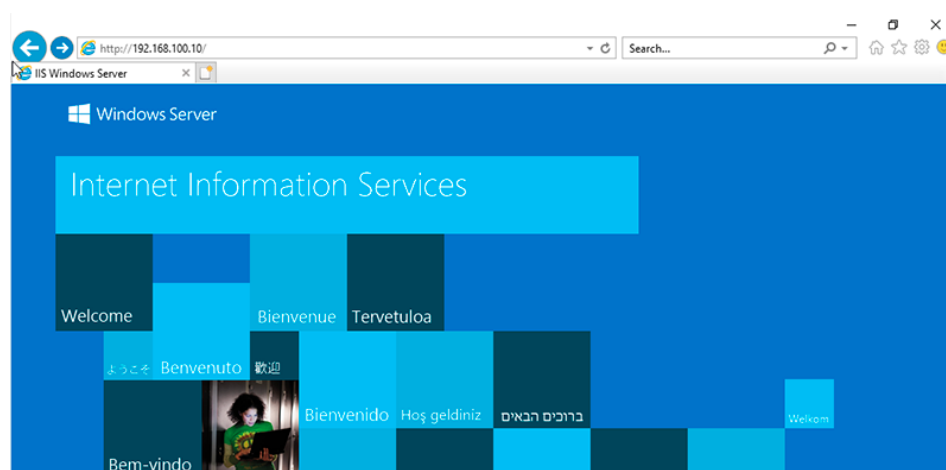 http://192.168.100.10/
Search...
IIS Windows Server
Windows Server
Internet Information Services
Welcome
Bienvenue
Tervetuloa
ようこそ
Benvenuto
歡迎
Bienvenido
Hoş geldiniz
ברוכים הבאים
Welkom
Bem-vindo